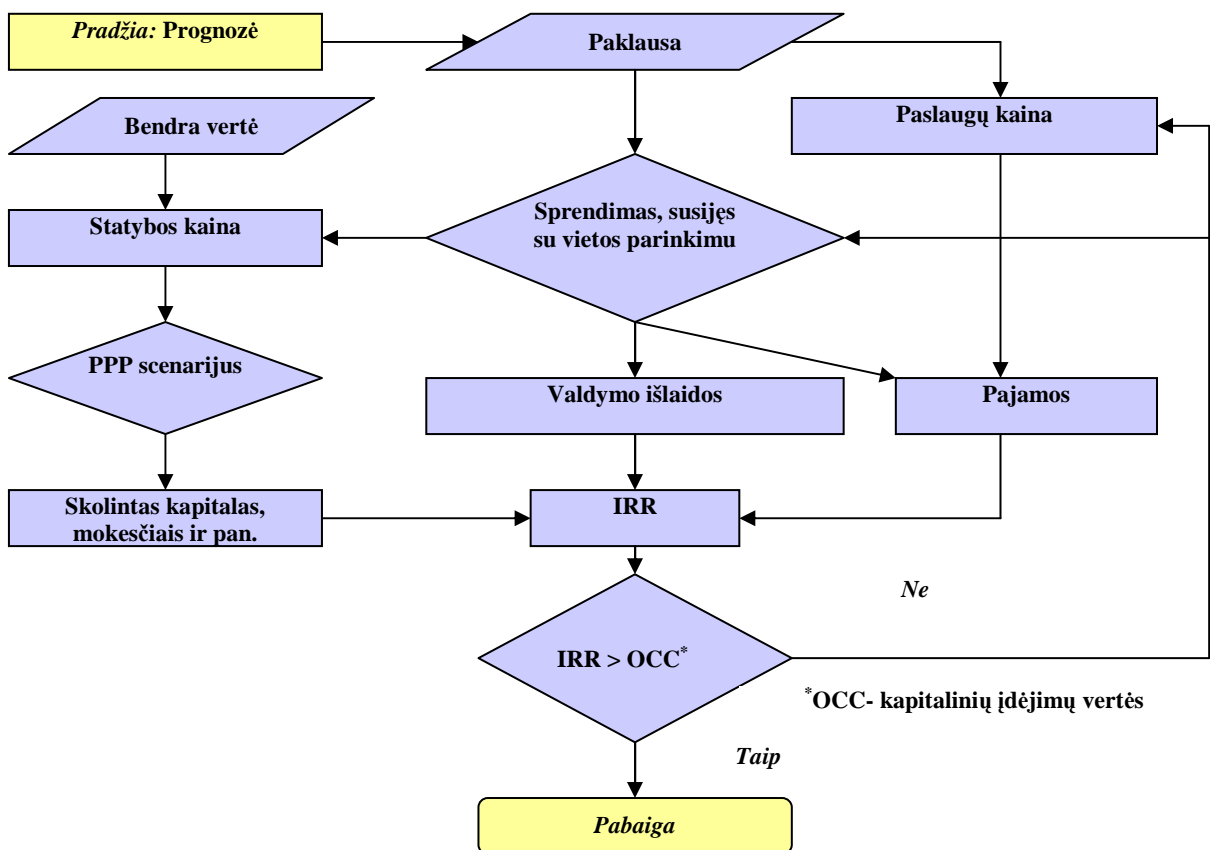 Pradžia: Prognozė
Paklausa
Bendra vertė
Paslaugų kaina
Statybos kaina
Sprendimas, susijęs
su vietos parinkimu
PPP scenarijus
Valdymo išlaidos
Pajamos
Skolintas kapitalas,
mokesčiais ir pan.
IRR
Ne
IRR > OCC*
*OCC- kapitalinių įdėjimų vertės
Taip
Pabaiga